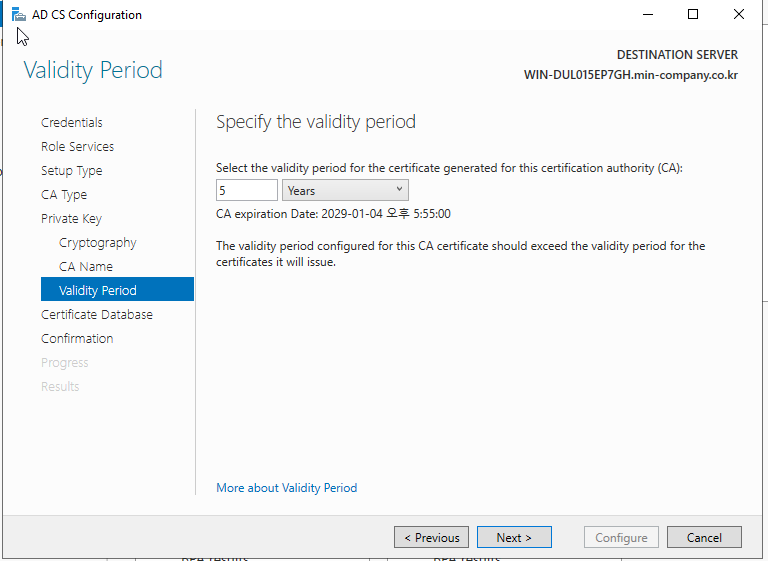 AD CS Configuration
Validity Period
DESTINATION SERVER
WIN-DUL015EP7GH.min-company.co.kr
Credentials
Role Services
Setup Type
CA Type
Private Key
Cryptography
CA Name
Validity Period
Certificate Database
Confirmation
Progress
Results
Specify the validity period
Select the validity period for the certificate generated for this certification authority (CA):
5 Years
CA expiration Date: 2029-01-04 오후 5:55:00
The validity period configured for this CA certificate should exceed the validity period for the
certificates it will issue.
More about Validity Period
< Previous Next > Configure Cancel